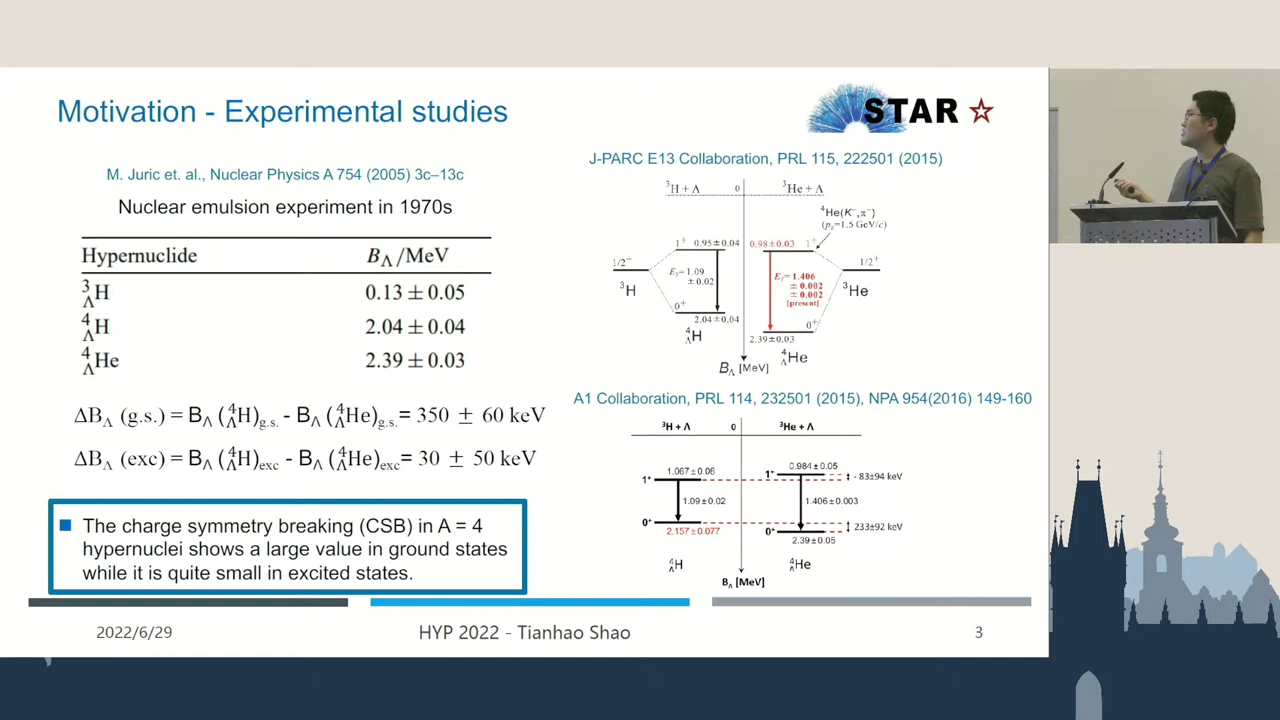 Motivation - Experimental studies
STAR
M. Juric et. al., Nuclear Physics A 754 (2005) 3c–13c
Nuclear emulsion experiment in 1970s
Hypernuclide B_Λ/MeV
³_ΛH 0.13 ± 0.05
⁴_ΛH 2.04 ± 0.04
⁴_ΛHe 2.39 ± 0.03
ΔB_Λ (g.s.) = B_Λ (⁴_ΛH)_g.s. - B_Λ (⁴_ΛHe)_g.s. = 350 ± 60 keV
ΔB_Λ (exc) = B_Λ (⁴_ΛH)_exc - B_Λ (⁴_ΛHe)_exc = 30 ± 50 keV
The charge symmetry breaking (CSB) in A = 4
hypernuclei shows a large value in ground states
while it is quite small in excited states.
J-PARC E13 Collaboration, PRL 115, 222501 (2015)
³H + Λ 0 ³He + Λ
⁴He(K⁻,π⁻)
(p_K=1.5 GeV/c)
1⁺ 0.95±0.04 0.98±0.03 1⁺
1/2⁺ 1/2⁺
E_γ=1.09
±0.02
E_γ=1.406
±0.002
±0.002
[present]
³H ³He
0⁺
2.04±0.04 0⁺
2.39±0.03
⁴_ΛH ⁴_ΛHe
B_Λ [MeV]
A1 Collaboration, PRL 114, 232501 (2015), NPA 954(2016) 149-160
³H + Λ 0 ³He + Λ
1.067±0.06 0.984±0.05
1⁺ 1⁺ - 83±94 keV
1.09±0.02 1.406±0.003
0⁺ 233±92 keV
2.157±0.077 0⁺
2.39±0.05
⁴_ΛH ⁴_ΛHe
B_Λ [MeV]
2022/6/29 HYP 2022 - Tianhao Shao 3